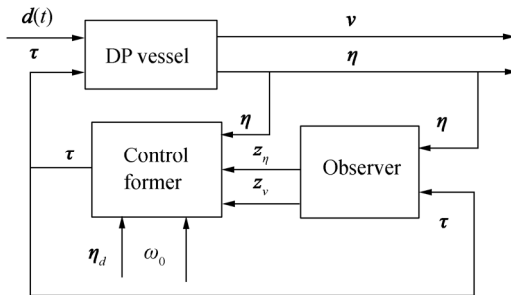 d(t)
v
τ
DP vessel
η
η
η
τ
Control
former
z_η
z_v
Observer
τ
η_d
ω_0